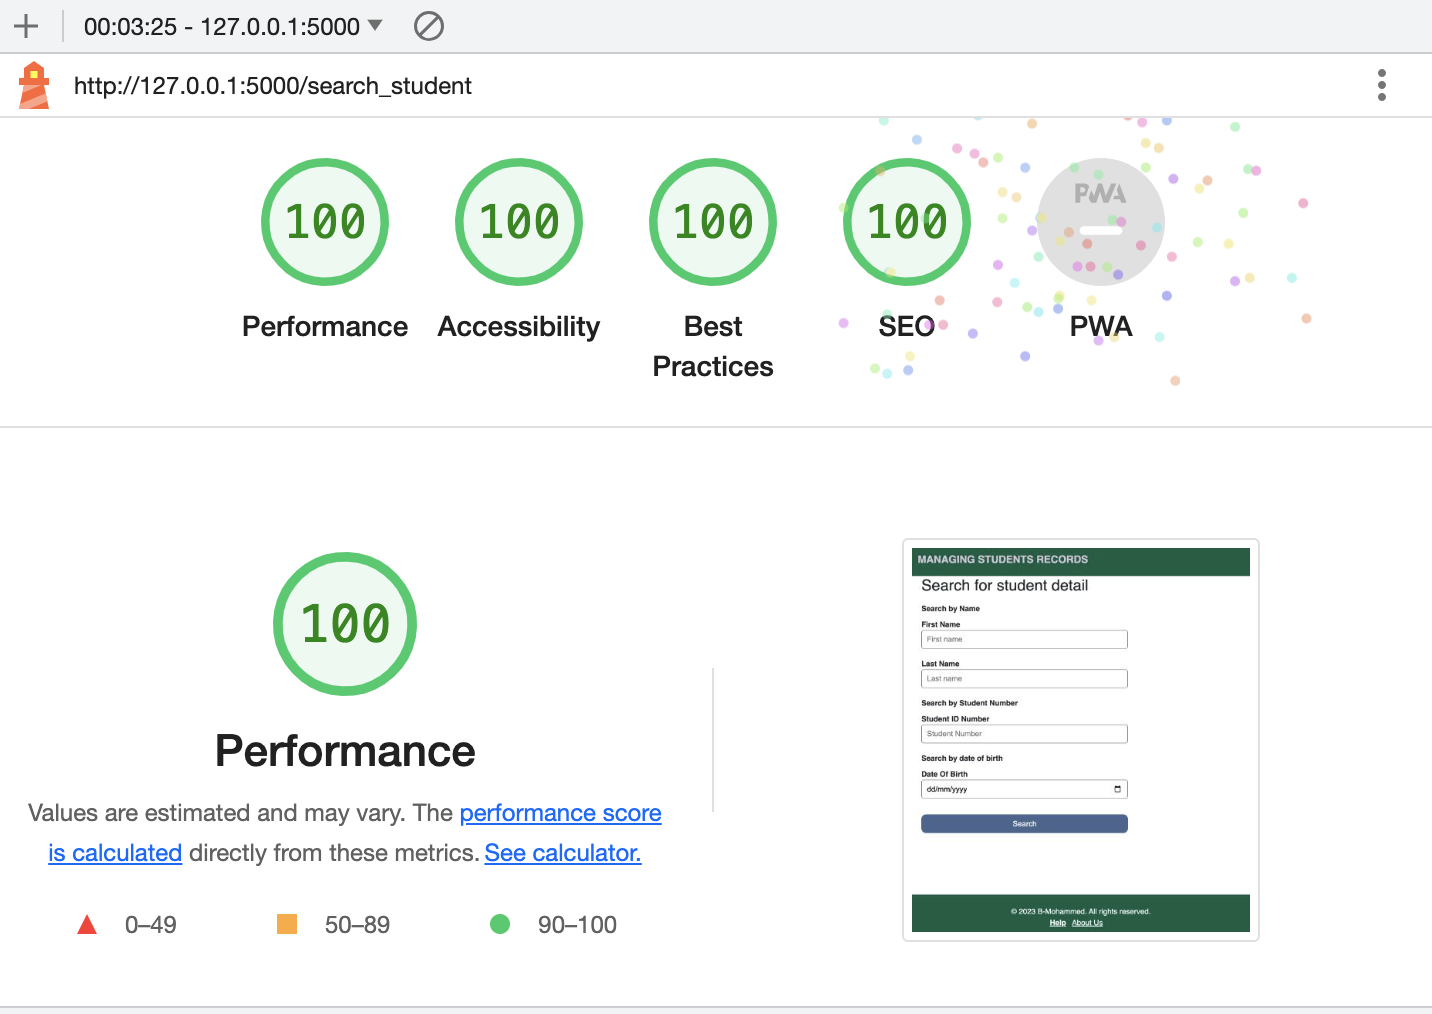 00:03:25 - 127.0.0.1:5000
http://127.0.0.1:5000/search_student
100
100
100
100
PWA
Performance
Accessibility
Best
Practices
SEO
PWA
100
Performance
Values are estimated and may vary. The performance score
is calculated directly from these metrics. See calculator.
0–49
50–89
90–100
MANAGING STUDENTS RECORDS
Search for student detail
Search by Name
First Name
First name
Last Name
Last name
Search by Student Number
Student ID Number
Student Number
Search by date of birth
Date Of Birth
dd/mm/yyyy
Search
© 2023 B-Mohammed. All rights reserved.
Help About Us